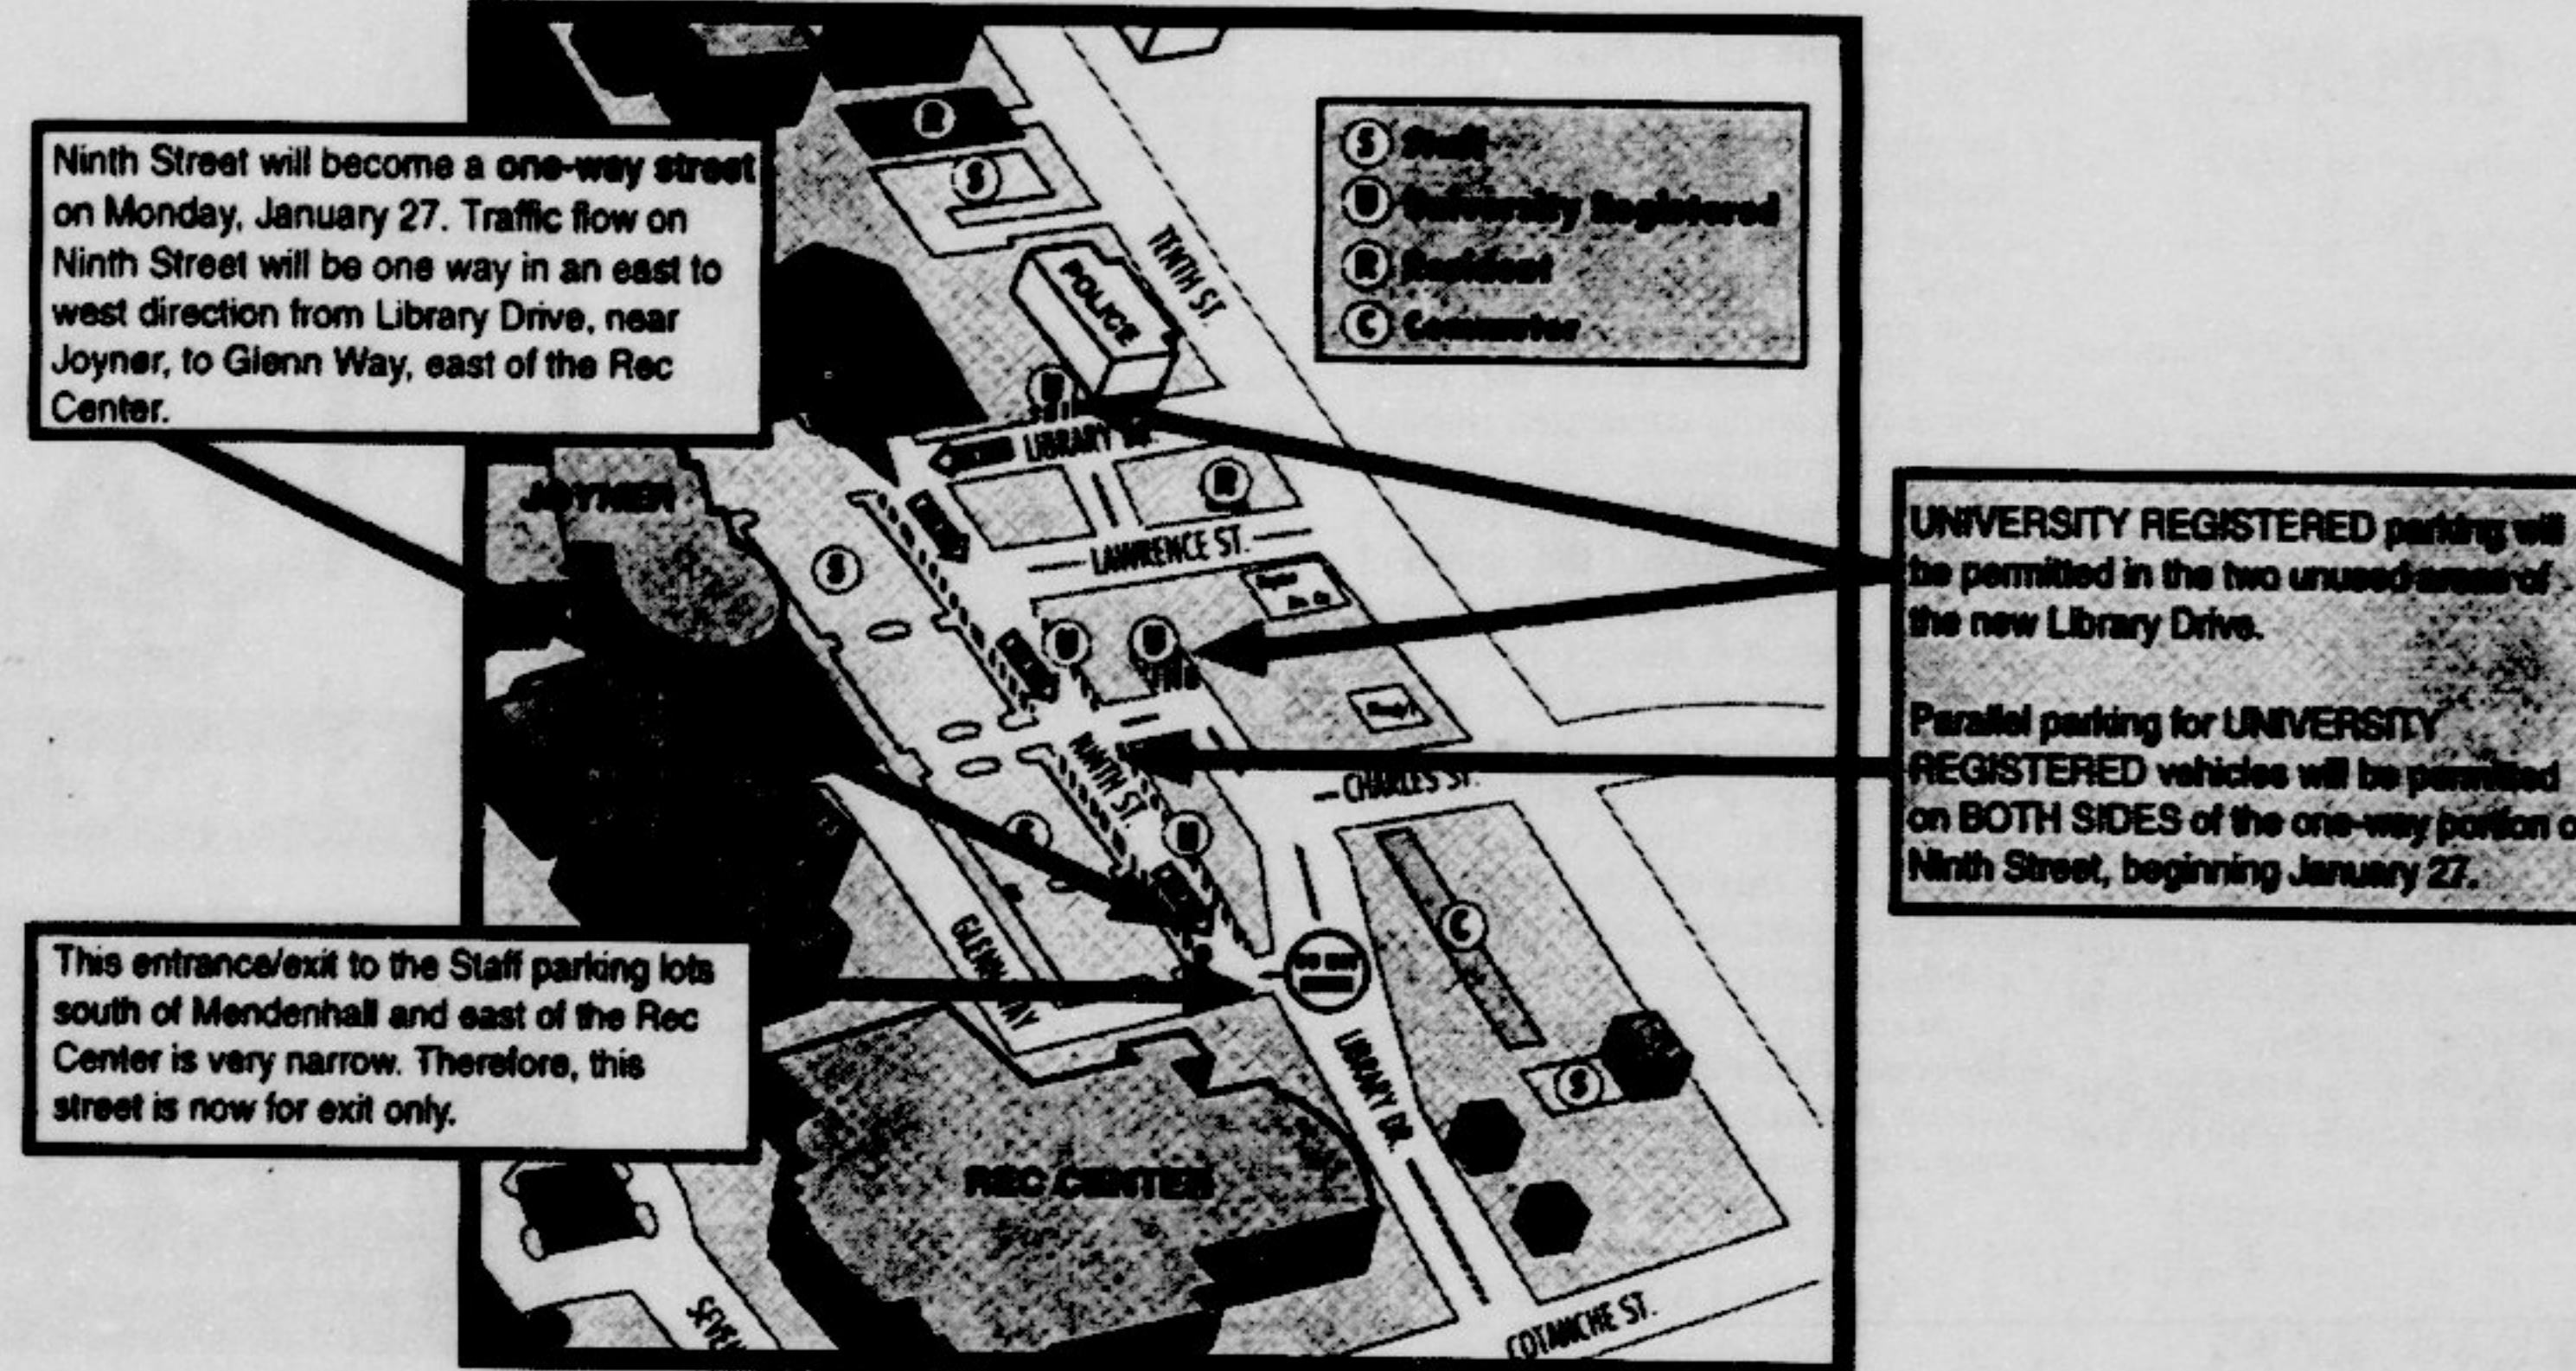 Ninth Street will become a one-way street
on Monday, January 27. Traffic flow on
Ninth Street will be one way in an east to
west direction from Library Drive, near
Joyner, to Glenn Way, east of the Rec
Center.
This entrance/exit to the Staff parking lots
south of Mendenhall and east of the Rec
Center is very narrow. Therefore, this
street is now for exit only.
R
S
TENTH ST.
POLICE
U
LIBRARY DR.
JOYNER
R
LAWRENCE ST.
S
U
U
NINTH ST.
CHARLES ST.
S
U
C
GLENN WAY
LIBRARY DR.
S
REC CENTER
COTANCHE ST.
S Staff
U University Registered
R Resident
C Commuter
UNIVERSITY REGISTERED parking will
be permitted in the two unused areas of
the new Library Drive.
Parallel parking for UNIVERSITY
REGISTERED vehicles will be permitted
on BOTH SIDES of the one-way portion o
Ninth Street, beginning January 27.